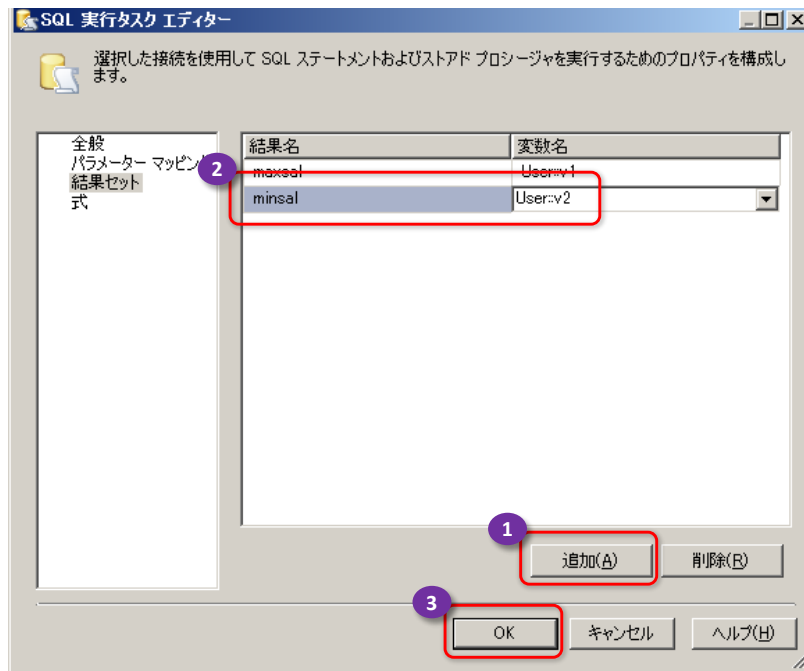 SQL 実行タスク エディター
選択した接続を使用して SQL ステートメントおよびストアド プロシージャを実行するためのプロパティを構成し
ます。
全般
パラメーター マッピング
結果セット
式
結果名 変数名
maxsal User::v1
2
minsal User::v2
1
追加(A) 削除(R)
3
OK キャンセル ヘルプ(H)